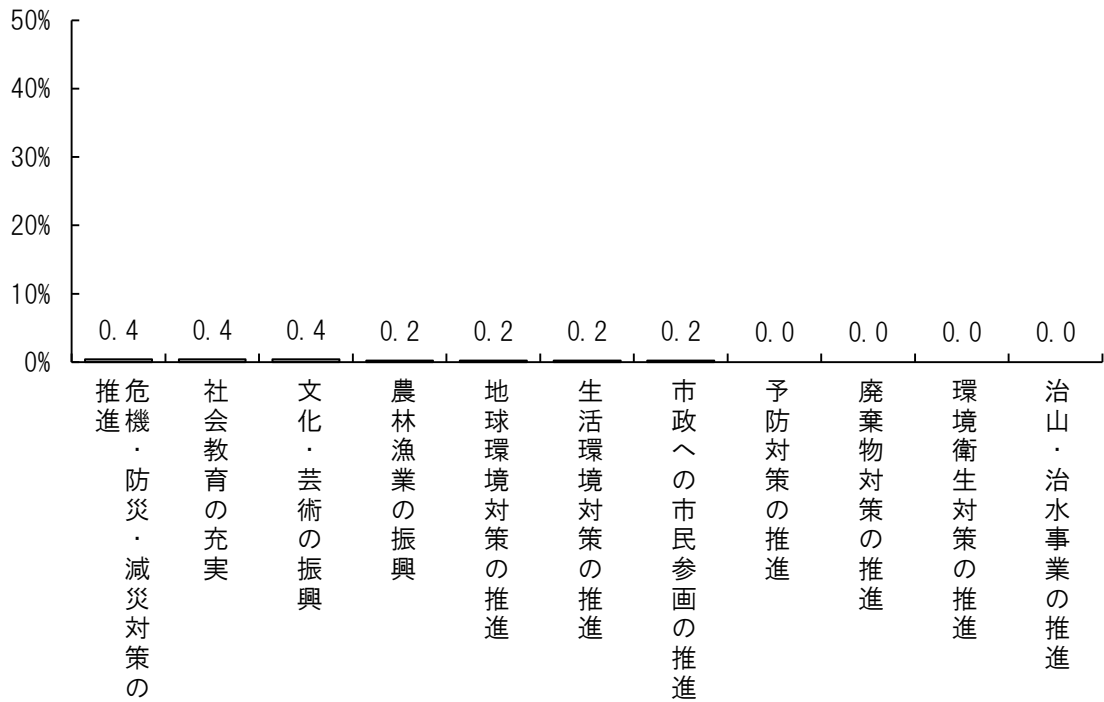 50%
40%
30%
20%
10%
0%
0.4
0.4
0.4
0.2
0.2
0.2
0.2
0.0
0.0
0.0
0.0
危機・防災・減災対策の
推進
社会教育の充実
文化・芸術の振興
農林漁業の振興
地球環境対策の推進
生活環境対策の推進
市政への市民参画の推進
予防対策の推進
廃棄物対策の推進
環境衛生対策の推進
治山・治水事業の推進